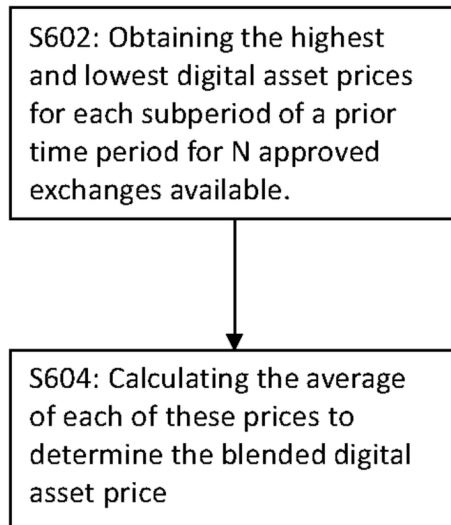 S602: Obtaining the highest
and lowest digital asset prices
for each subperiod of a prior
time period for N approved
exchanges available.
S604: Calculating the average
of each of these prices to
determine the blended digital
asset price